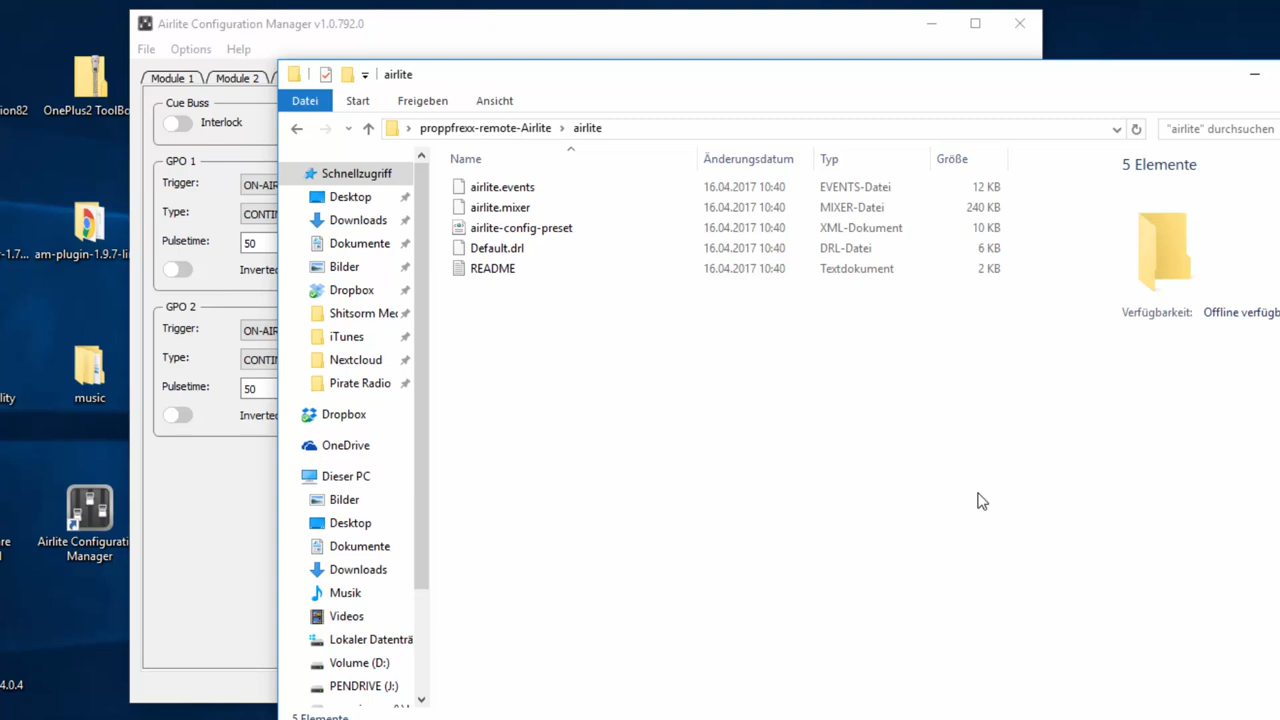 Airlite Configuration Manager v1.0.792.0
File Options Help
Module 1 Module 2
Cue Buss
Interlock
GPO 1
Trigger: ON-AIR
Type: CONTIN
Pulsetime: 50
Inverted
GPO 2
Trigger: ON-AIR
Type: CONTIN
Pulsetime: 50
Inverted
ion82
OnePlus2 ToolBo
-1.7...
am-plugin-1.9.7-li
lity
music
re
Airlite Configurati
Manager
4.0.4
airlite
Datei Start Freigeben Ansicht
proppfrexx-remote-Airlite > airlite
"airlite" durchsuchen
Schnellzugriff
Desktop
Downloads
Dokumente
Bilder
Dropbox
Shitsorm Mec
iTunes
Nextcloud
Pirate Radio
Dropbox
OneDrive
Dieser PC
Bilder
Desktop
Dokumente
Downloads
Musik
Videos
Lokaler Datenträ
Volume (D:)
PENDRIVE (J:)
Name Änderungsdatum Typ Größe
airlite.events 16.04.2017 10:40 EVENTS-Datei 12 KB
airlite.mixer 16.04.2017 10:40 MIXER-Datei 240 KB
airlite-config-preset 16.04.2017 10:40 XML-Dokument 10 KB
Default.drl 16.04.2017 10:40 DRL-Datei 6 KB
README 16.04.2017 10:40 Textdokument 2 KB
5 Elemente
Verfügbarkeit: Offline verfügb
5 Elemente